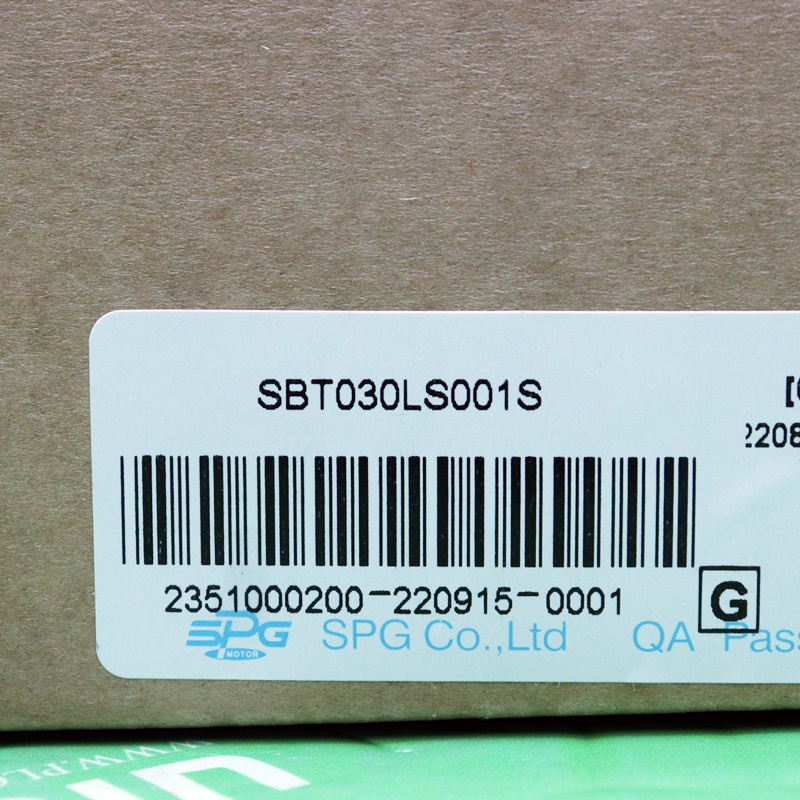 SBT030LS001S
2351000200-220915-0001
G
SPG MOTOR SPG Co.,Ltd QA